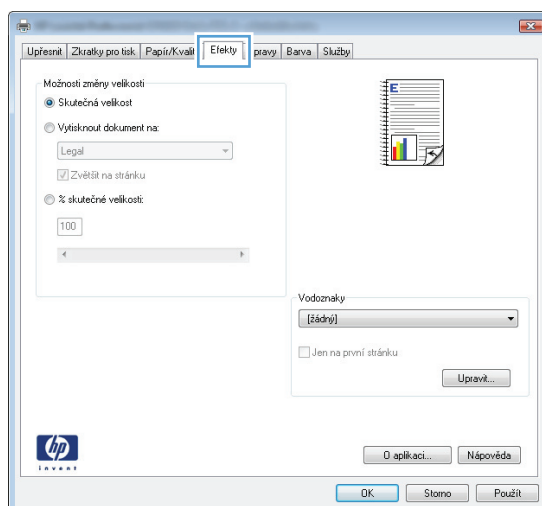 Upřesnit Zkratky pro tisk Papír/Kvalit Efekty pravy Barva Služby
Možnosti změny velikosti
Skutečná velikost
Vytisknout dokument na:
Legal
Zvětšit na stránku
% skutečné velikosti:
100
E
Vodoznaky
[žádný]
Jen na první stránku
Upravit...
hp
invent
O aplikaci... Nápověda
OK Storno Použít